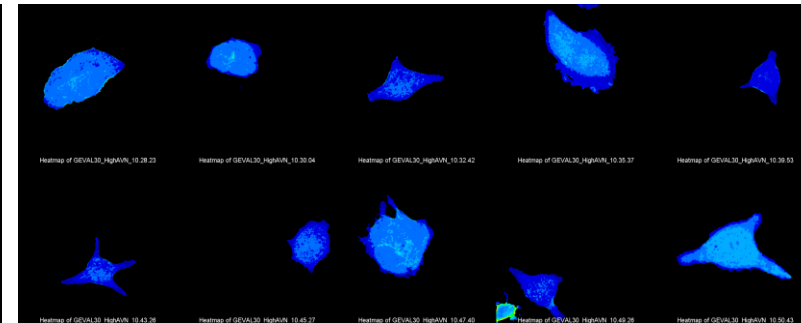 Heatmap of GEVAL30_HighAVN_10.28.23
Heatmap of GEVAL30_HighAVN_10.30.04
Heatmap of GEVAL30_HighAVN_10.32.42
Heatmap of GEVAL30_HighAVN_10.35.37
Heatmap of GEVAL30_HighAVN_10.39.53
Heatmap of GEVAL30_HighAVN_10.43.26
Heatmap of GEVAL30_HighAVN_10.45.27
Heatmap of GEVAL30_HighAVN_10.47.40
Heatmap of GEVAL30_HighAVN_10.49.26
Heatmap of GEVAL30_HighAVN_10.50.43